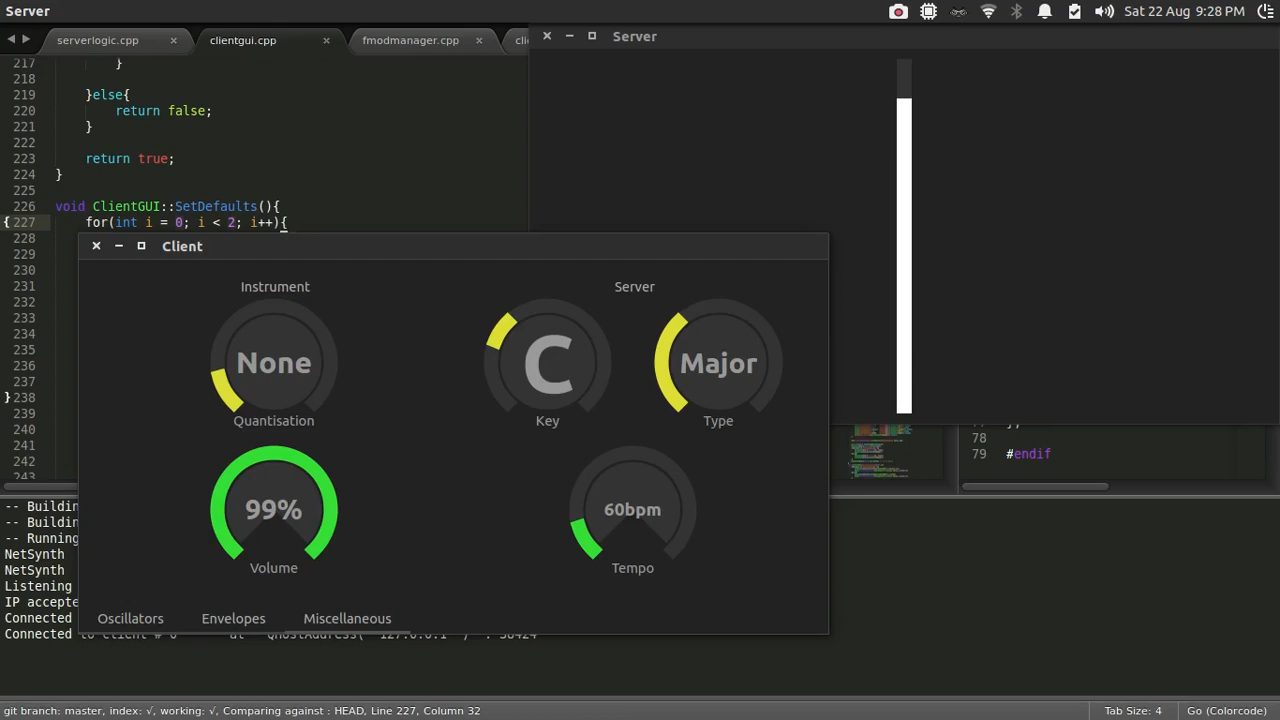 Server
Sat 22 Aug 9:28 PM
serverlogic.cpp
clientgui.cpp
fmodmanager.cpp
Server
217 }
218
219 }else{
220 return false;
221 }
222
223 return true;
224 }
225
226 void ClientGUI::SetDefaults(){
{ 227 for(int i = 0; i < 2; i++){
228
229
230
231
232
233
234
235
236
237
} 238
239
240
241
242
243
Client
Instrument
Server
None
C
Major
Quantisation
Key
Type
99%
60bpm
Volume
Tempo
Oscillators
Envelopes
Miscellaneous
78
79 #endif
-- Buildin
-- Buildin
-- Running
NetSynth
NetSynth
Listening
IP accepte
Connected
git branch: master, index: √, working: √, Comparing against : HEAD, Line 227, Column 32
Tab Size: 4
Go (Colorcode)